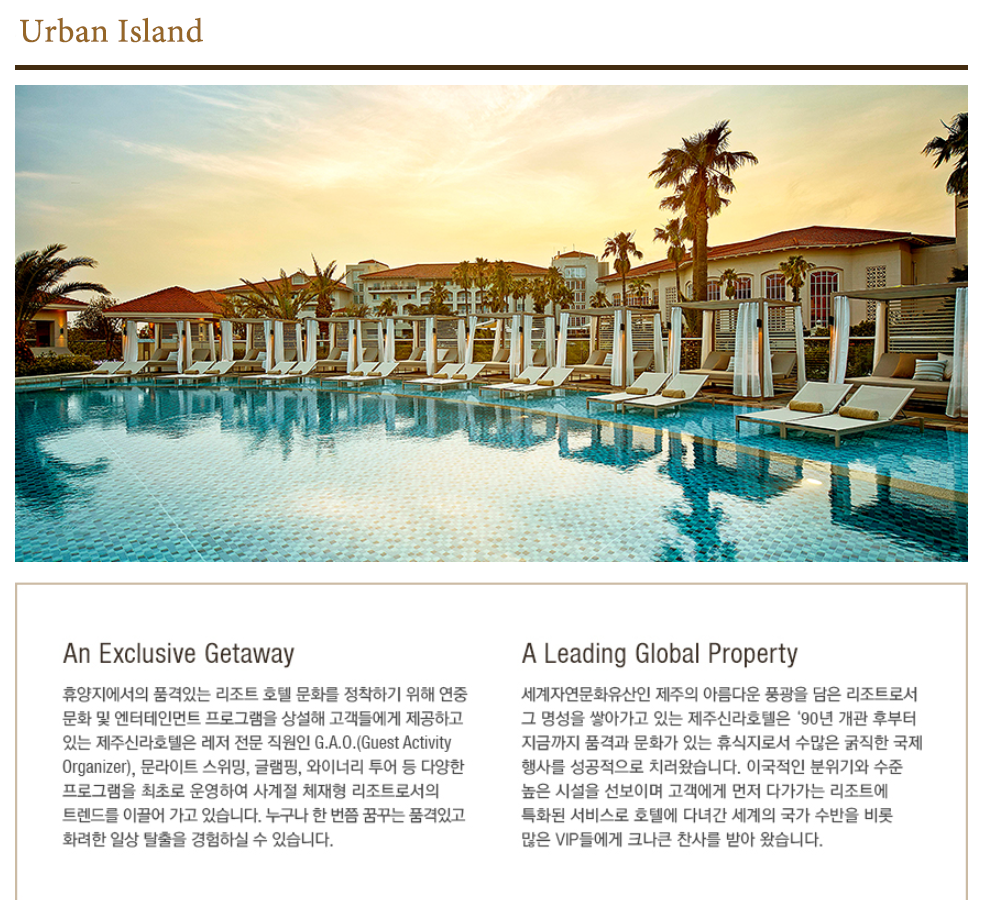 Urban Island
An Exclusive Getaway
휴양지에서의 품격있는 리조트 호텔 문화를 정착하기 위해 연중
문화 및 엔터테인먼트 프로그램을 상설해 고객들에게 제공하고
있는 제주신라호텔은 레저 전문 직원인 G.A.O.(Guest Activity
Organizer), 문라이트 스위밍, 글램핑, 와이너리 투어 등 다양한
프로그램을 최초로 운영하여 사계절 체재형 리조트로서의
트렌드를 이끌어 가고 있습니다. 누구나 한 번쯤 꿈꾸는 품격있고
화려한 일상 탈출을 경험하실 수 있습니다.
A Leading Global Property
세계자연문화유산인 제주의 아름다운 풍광을 담은 리조트로서
그 명성을 쌓아가고 있는 제주신라호텔은 ‘90년 개관 후부터
지금까지 품격과 문화가 있는 휴식지로서 수많은 굵직한 국제
행사를 성공적으로 치러왔습니다. 이국적인 분위기와 수준
높은 시설을 선보이며 고객에게 먼저 다가가는 리조트에
특화된 서비스로 호텔에 다녀간 세계의 국가 수반을 비롯
많은 VIP들에게 크나큰 찬사를 받아 왔습니다.